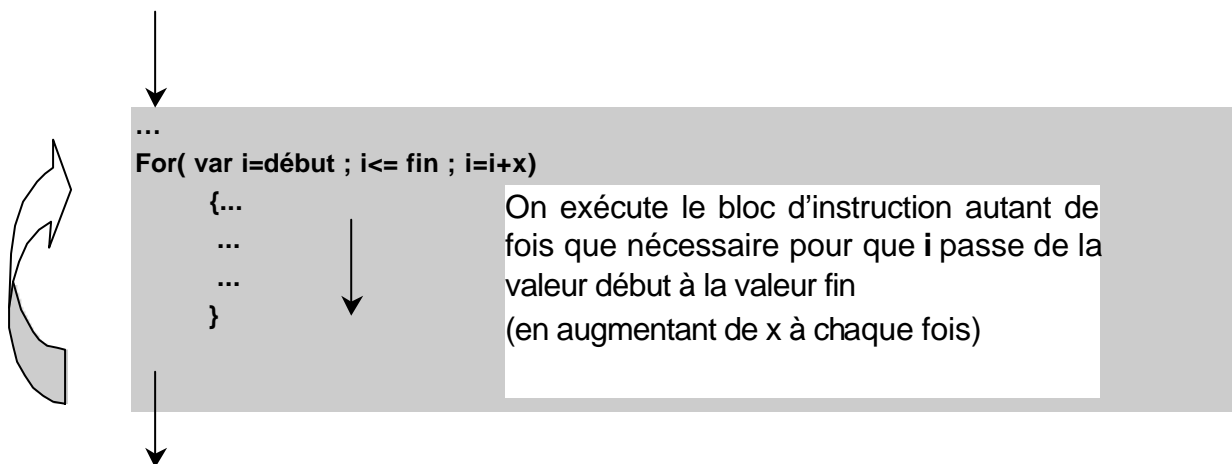 ...
For( var i=début ; i<= fin ; i=i+x)
{...
...
...
}
On exécute le bloc d’instruction autant de
fois que nécessaire pour que i passe de la
valeur début à la valeur fin
(en augmentant de x à chaque fois)